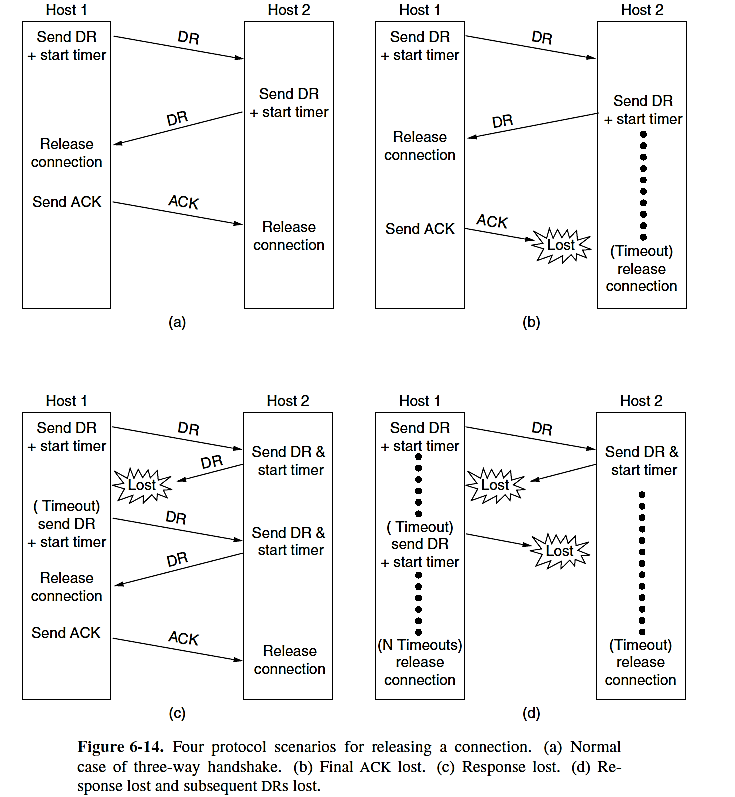 Host 1
Host 2
Send DR
+ start timer
DR
Send DR
+ start timer
DR
Release
connection
Send ACK
ACK
Release
connection
(a)
Host 1
Host 2
Send DR
+ start timer
DR
Send DR
+ start timer
DR
Release
connection
Send ACK
ACK
Lost
(Timeout)
release
connection
(b)
Host 1
Host 2
Send DR
+ start timer
DR
Send DR &
start timer
DR
Lost
( Timeout)
send DR
+ start timer
DR
Send DR &
start timer
DR
Release
connection
Send ACK
ACK
Release
connection
(c)
Host 1
Host 2
Send DR
+ start timer
DR
Send DR &
start timer
Lost
( Timeout)
send DR
+ start timer
Lost
(N Timeouts)
release
connection
(Timeout)
release
connection
(d)
Figure 6-14. Four protocol scenarios for releasing a connection. (a) Normal
case of three-way handshake. (b) Final ACK lost. (c) Response lost. (d) Re-
sponse lost and subsequent DRs lost.